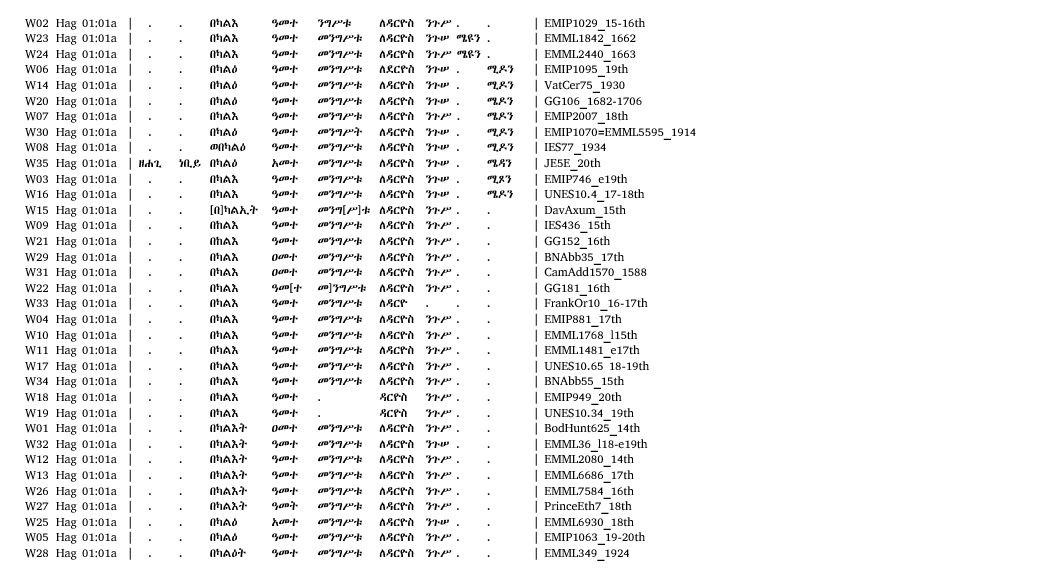 W02 Hag 01:01a | . . በካልእ ዓመተ ንግሥቱ ለዳርዮስ ንጉሥ . . | EMIP1029_15-16th
W23 Hag 01:01a | . . በካልእ ዓመተ መንግሥቱ ለዳርዮስ ንጉሠ ሜዩን . | EMML1842_1662
W24 Hag 01:01a | . . በካልእ ዓመተ መንግሥቱ ለዳርዮስ ንጉሥ ሜዩን . | EMML2440_1663
W06 Hag 01:01a | . . በካልዕ ዓመተ መንግሥቱ ለደርዮስ ንጉሠ . ሚዶን | EMIP1095_19th
W14 Hag 01:01a | . . በካልዕ ዓመተ መንግሥቱ ለዳርዮስ ንጉሠ . ሚዶን | VatCer75_1930
W20 Hag 01:01a | . . በካልዕ ዓመተ መንግሥቱ ለዳርዮስ ንጉሠ . ሜዶን | GG106_1682-1706
W07 Hag 01:01a | . . በካልእ ዓመተ መንግሥቱ ለዳርዮስ ንጉሠ . ሜዶን | EMIP2007_18th
W30 Hag 01:01a | . . በካልዕ ዓመተ መንግሥት ለዳርዮስ ንጉሠ . ሚዶን | EMIP1070=EMML5595_1914
W08 Hag 01:01a | . . ወበካልዕ ዓመተ መንግሥቱ ለዳርዮስ ንጉሠ . ሚዶን | IES77_1934
W35 Hag 01:01a | ዘሐጊ ነቢይ በካልዕ አመተ መንግሥቱ ለዳርዮስ ንጉሠ . ሜዳን | JE5E_20th
W03 Hag 01:01a | . . በካልእ ዓመተ መንግሥቱ ለዳርዮስ ንጉሠ . ሚዶን | EMIP746_e19th
W16 Hag 01:01a | . . በካልእ ዓመተ መንግሥቱ ለዳርዮስ ንጉሠ . ሜዶን | UNES10.4_17-18th
W15 Hag 01:01a | . . [በ]ካልኢት ዓመተ መንግ[ሥ]ቱ ለዳርዮስ ንጉሥ . . | DavAxum_15th
W09 Hag 01:01a | . . በከልእ ዓመተ መንግሥቱ ለዳርዮስ ንጉሥ . . | IES436_15th
W21 Hag 01:01a | . . በከልእ ዓመተ መንግሥቱ ለዳርዮስ ንጉሥ . . | GG152_16th
W29 Hag 01:01a | . . በካልእ ዐመተ መንግሥቱ ለዳርዮስ ንጉሥ . . | BNAbb35_17th
W31 Hag 01:01a | . . በካልእ ዐመተ መንግሥቱ ለዳርዮስ ንጉሥ . . | CamAdd1570_1588
W22 Hag 01:01a | . . በካልእ ዓመ[ተ መ]ንግሥቱ ለዳርዮስ ንጉሥ . . | GG181_16th
W33 Hag 01:01a | . . በካልእ ዓመተ መንግሥቱ ለዳርዮ . . . | FrankOr10_16-17th
W04 Hag 01:01a | . . በካልእ ዓመተ መንግሥቱ ለዳርዮስ ንጉሥ . . | EMIP881_17th
W10 Hag 01:01a | . . በካልእ ዓመተ መንግሥቱ ለዳርዮስ ንጉሥ . . | EMML1768_l15th
W11 Hag 01:01a | . . በካልእ ዓመተ መንግሥቱ ለዳርዮስ ንጉሥ . . | EMML1481_e17th
W17 Hag 01:01a | . . በካልእ ዓመተ መንግሥቱ ለዳርዮስ ንጉሥ . . | UNES10.65 18-19th
W34 Hag 01:01a | . . በካልእ ዓመተ መንግሥቱ ለዳርዮስ ንጉሥ . . | BNAbb55_15th
W18 Hag 01:01a | . . በካልእ ዓመተ . ዳርዮስ ንጉሥ . . | EMIP949_20th
W19 Hag 01:01a | . . በካልእ ዓመተ . ዳርዮስ ንጉሥ . . | UNES10.34_19th
W01 Hag 01:01a | . . በካልእት ዐመተ መንግሥቱ ለዳርዮስ ንጉሥ . . | BodHunt625_14th
W32 Hag 01:01a | . . በካልእት ዓመተ መንግሥቱ ለዳርዮስ ንጉሠ . . | EMML36_l18-e19th
W12 Hag 01:01a | . . በካልእት ዓመተ መንግሥቱ ለዳርዮስ ንጉሥ . . | EMML2080_14th
W13 Hag 01:01a | . . በካልእት ዓመተ መንግሥቱ ለዳርዮስ ንጉሥ . . | EMML6686_17th
W26 Hag 01:01a | . . በካልእት ዓመተ መንግሥቱ ለዳርዮስ ንጉሥ . . | EMML7584_16th
W27 Hag 01:01a | . . በካልእት ዓመት መንግሥቱ ለዳርዮስ ንጉሥ . . | PrinceEth7_18th
W25 Hag 01:01a | . . በካልዕ አመተ መንግሥቱ ለዳርዮስ ንጉሠ . . | EMML6930_18th
W05 Hag 01:01a | . . በካልዕ ዓመተ መንግሥቱ ለዳርዮስ ንጉሥ . . | EMIP1063_19-20th
W28 Hag 01:01a | . . በካልዕት ዓመተ መንግሥቱ ለዳርዮስ ንጉሥ . . | EMML349_1924